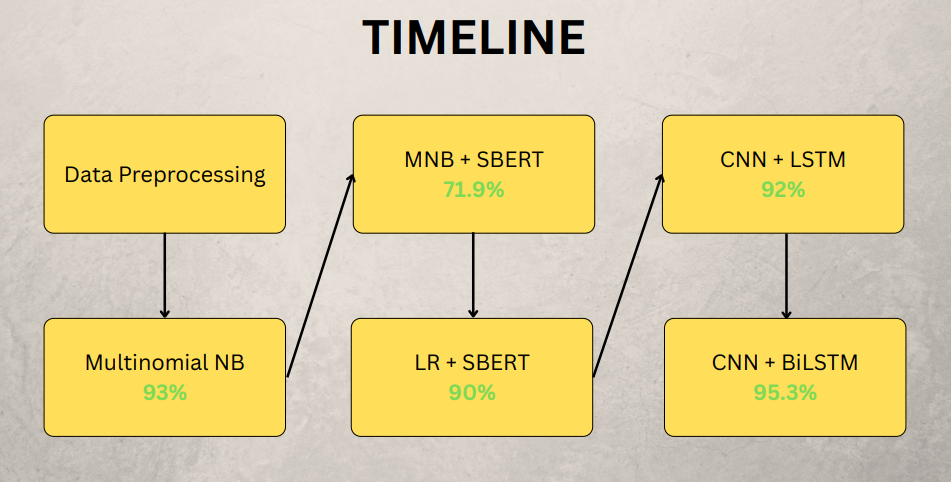 TIMELINE
Data Preprocessing
Multinomial NB
93%
MNB + SBERT
71.9%
LR + SBERT
90%
CNN + LSTM
92%
CNN + BiLSTM
95.3%